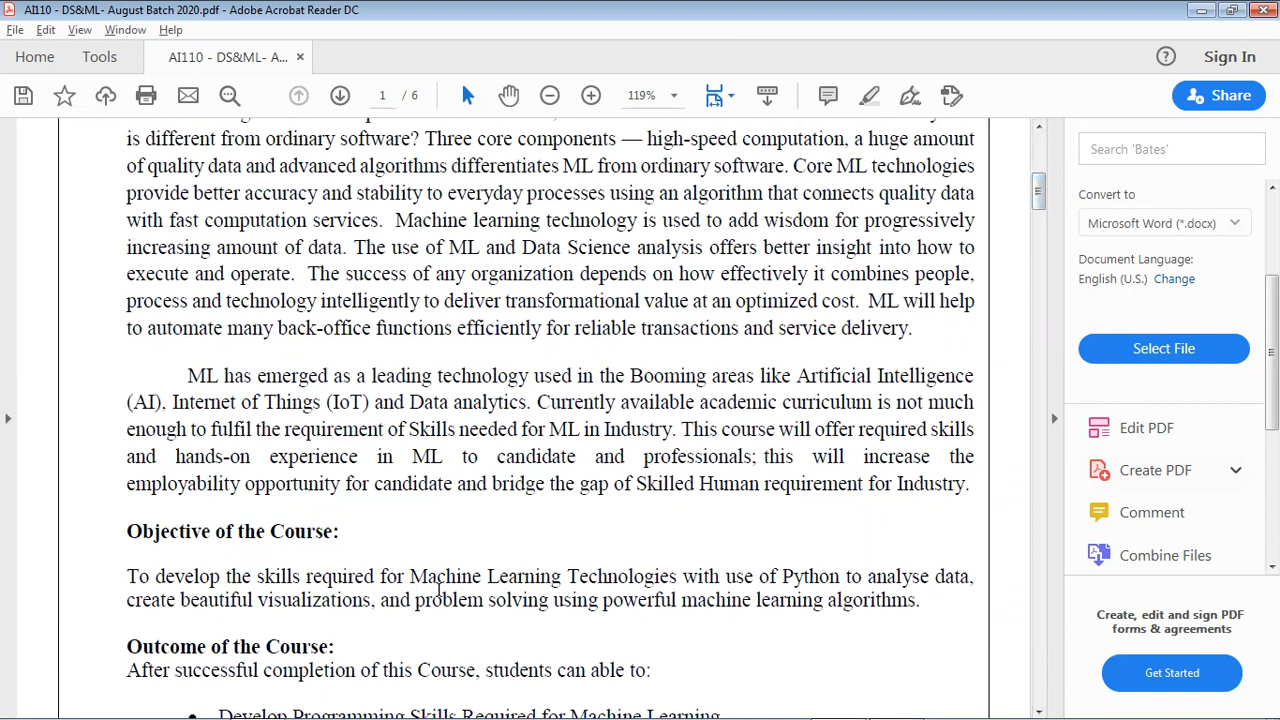 AI110 - DS&ML- August Batch 2020.pdf - Adobe Acrobat Reader DC
File Edit View Window Help
Home Tools AI110 - DS&ML- A... × Sign In
1 / 6 119% Share
is different from ordinary software? Three core components — high-speed computation, a huge amount
of quality data and advanced algorithms differentiates ML from ordinary software. Core ML technologies
provide better accuracy and stability to everyday processes using an algorithm that connects quality data
with fast computation services. Machine learning technology is used to add wisdom for progressively
increasing amount of data. The use of ML and Data Science analysis offers better insight into how to
execute and operate. The success of any organization depends on how effectively it combines people,
process and technology intelligently to deliver transformational value at an optimized cost. ML will help
to automate many back-office functions efficiently for reliable transactions and service delivery.
ML has emerged as a leading technology used in the Booming areas like Artificial Intelligence
(AI), Internet of Things (IoT) and Data analytics. Currently available academic curriculum is not much
enough to fulfil the requirement of Skills needed for ML in Industry. This course will offer required skills
and hands-on experience in ML to candidate and professionals; this will increase the
employability opportunity for candidate and bridge the gap of Skilled Human requirement for Industry.
Objective of the Course:
To develop the skills required for Machine Learning Technologies with use of Python to analyse data,
create beautiful visualizations, and problem solving using powerful machine learning algorithms.
Outcome of the Course:
After successful completion of this Course, students can able to:
• Develop Programming Skills Required for Machine Learning
Search 'Bates'
Convert to
Microsoft Word (*.docx)
Document Language:
English (U.S.) Change
Select File
Edit PDF
Create PDF
Comment
Combine Files
Create, edit and sign PDF
forms & agreements
Get Started